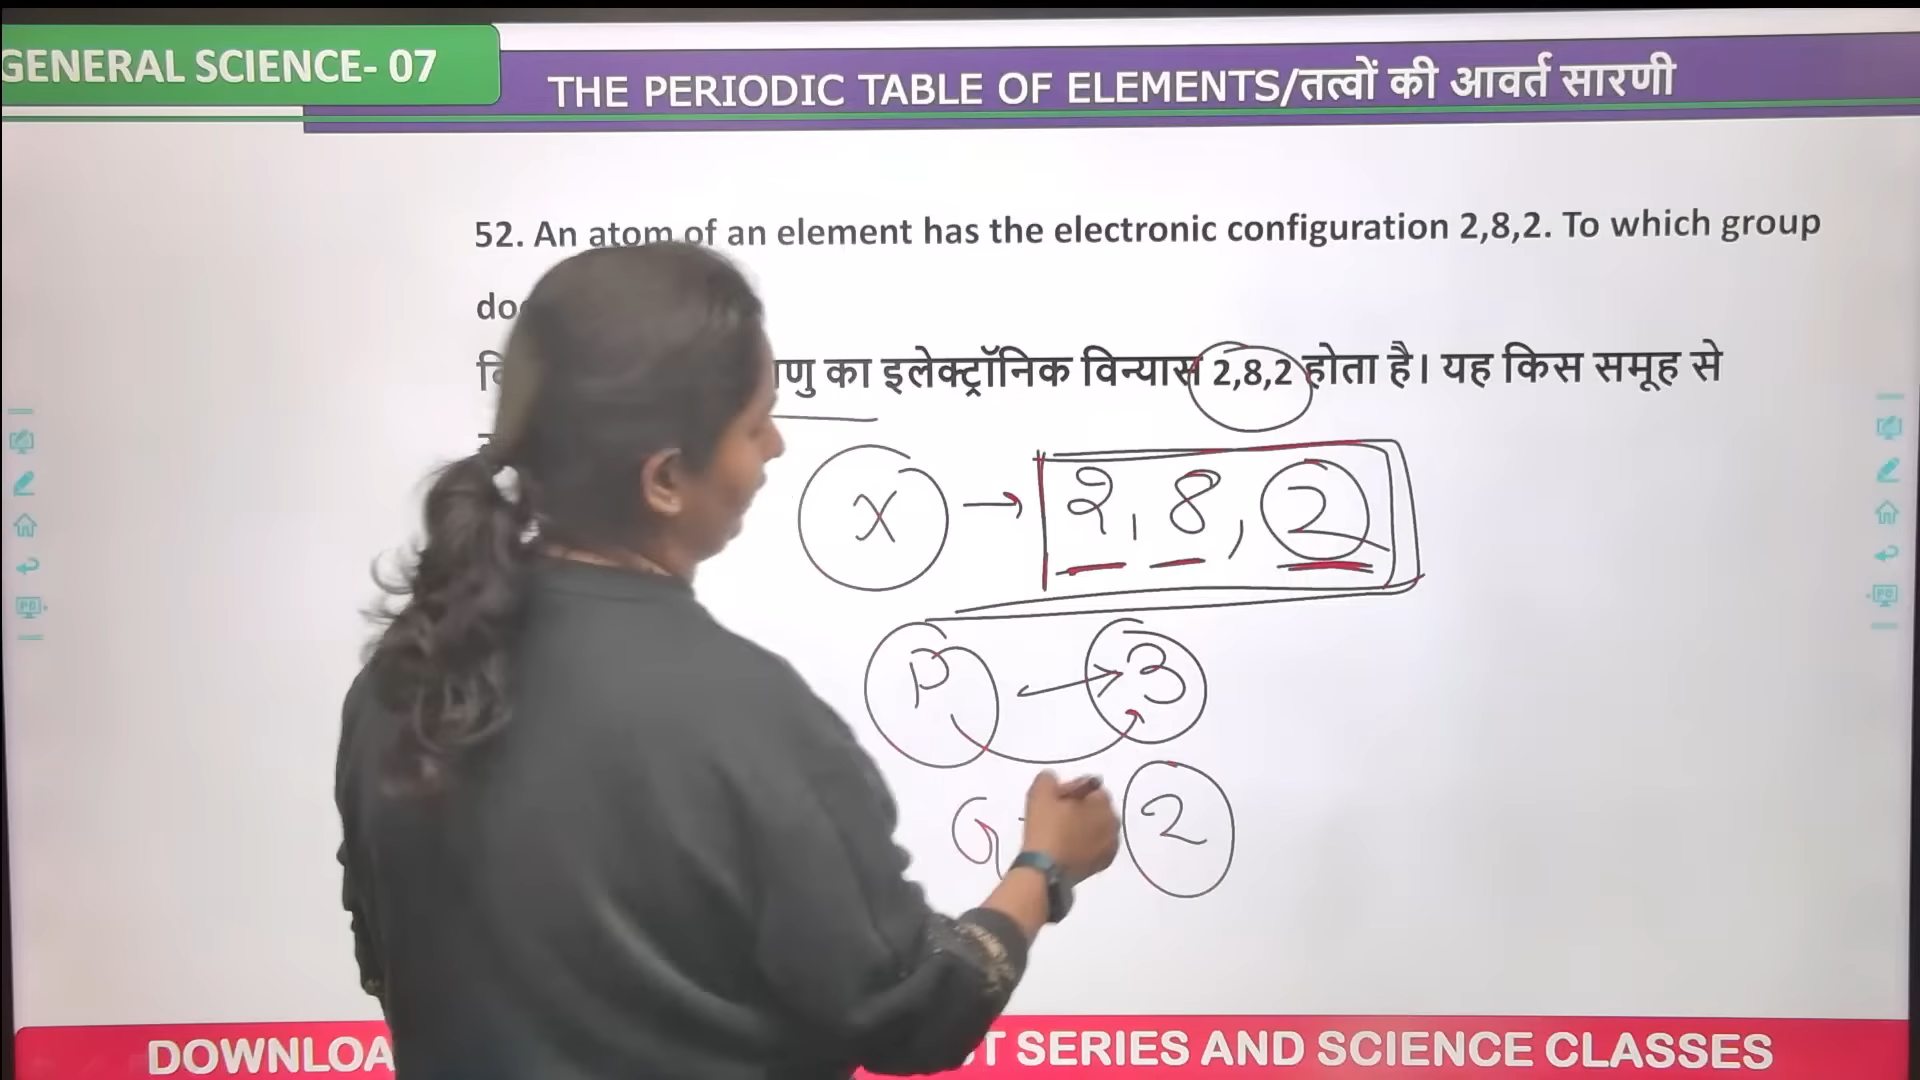 GENERAL SCIENCE- 07
THE PERIODIC TABLE OF ELEMENTS/तत्वों की आवर्त सारणी
52. An atom of an element has the electronic configuration 2,8,2. To which group
का इलेक्ट्रॉनिक विन्यास 2,8,2 होता है। यह किस समूह से
X → 2, 8, 2
P → 3
G 2
SERIES AND SCIENCE CLASSES